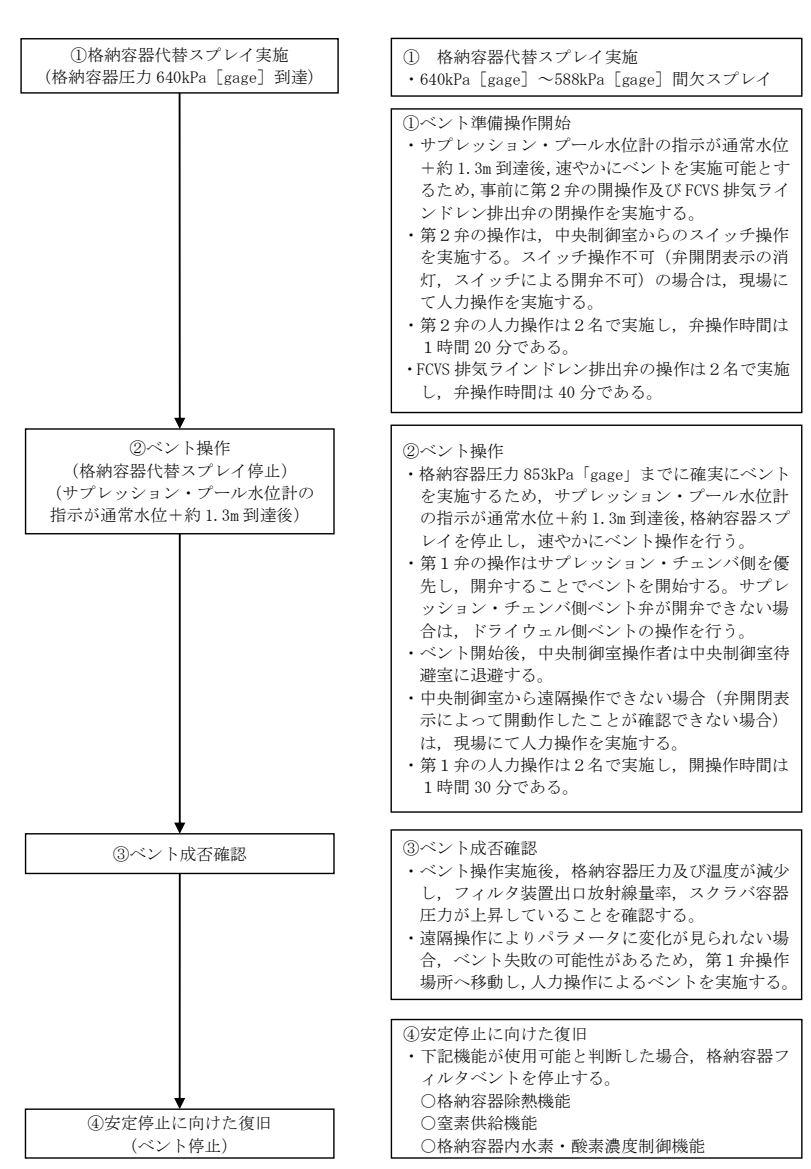 ①格納容器代替スプレイ実施
(格納容器圧力 640kPa［gage］到達)
① 格納容器代替スプレイ実施
・640kPa［gage］～588kPa［gage］間欠スプレイ
①ベント準備操作開始
・サプレッション・プール水位計の指示が通常水位
＋約 1.3m 到達後，速やかにベントを実施可能とす
るため，事前に第２弁の開操作及び FCVS 排気ライ
ンドレン排出弁の閉操作を実施する。
・第２弁の操作は，中央制御室からのスイッチ操作
を実施する。スイッチ操作不可（弁開閉表示の消
灯，スイッチによる開弁不可）の場合は，現場に
て人力操作を実施する。
・第２弁の人力操作は２名で実施し，弁操作時間は
１時間 20 分である。
・FCVS 排気ラインドレン排出弁の操作は２名で実施
し，弁操作時間は 40 分である。
②ベント操作
（格納容器代替スプレイ停止）
（サプレッション・プール水位計の
指示が通常水位＋約 1.3m 到達後）
②ベント操作
・格納容器圧力 853kPa「gage」までに確実にベント
を実施するため，サプレッション・プール水位計
の指示が通常水位＋約 1.3m 到達後，格納容器スプ
レイを停止し，速やかにベント操作を行う。
・第１弁の操作はサプレッション・チェンバ側を優
先し，開弁することでベントを開始する。サプレ
ッション・チェンバ側ベント弁が開弁できない場
合は，ドライウェル側ベントの操作を行う。
・ベント開始後，中央制御室操作者は中央制御室待
避室に退避する。
・中央制御室から遠隔操作できない場合（弁開閉表
示によって開動作したことが確認できない場合）
は，現場にて人力操作を実施する。
・第１弁の人力操作は２名で実施し，開操作時間は
１時間 30 分である。
③ベント成否確認
③ベント成否確認
・ベント操作実施後，格納容器圧力及び温度が減少
し，フィルタ装置出口放射線量率，スクラバ容器
圧力が上昇していることを確認する。
・遠隔操作によりパラメータに変化が見られない場
合，ベント失敗の可能性があるため，第１弁操作
場所へ移動し，人力操作によるベントを実施する。
④安定停止に向けた復旧
（ベント停止）
④安定停止に向けた復旧
・下記機能が使用可能と判断した場合，格納容器フ
ィルタベントを停止する。
○格納容器除熱機能
○窒素供給機能
○格納容器内水素・酸素濃度制御機能